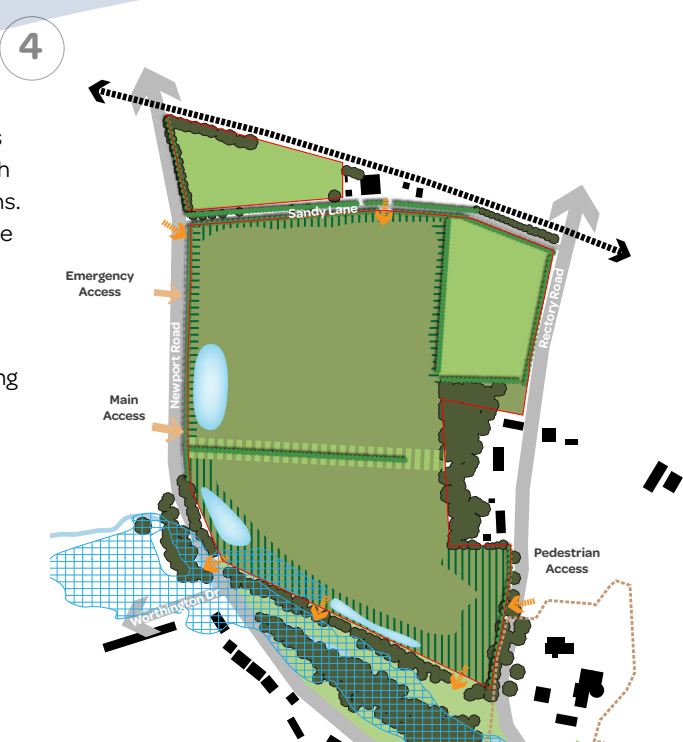 4
s
h
ns.
e
ng
Sandy Lane
Emergency
Access
Newport Road
Rectory Road
Main
Access
Pedestrian
Access
Worthington Dr